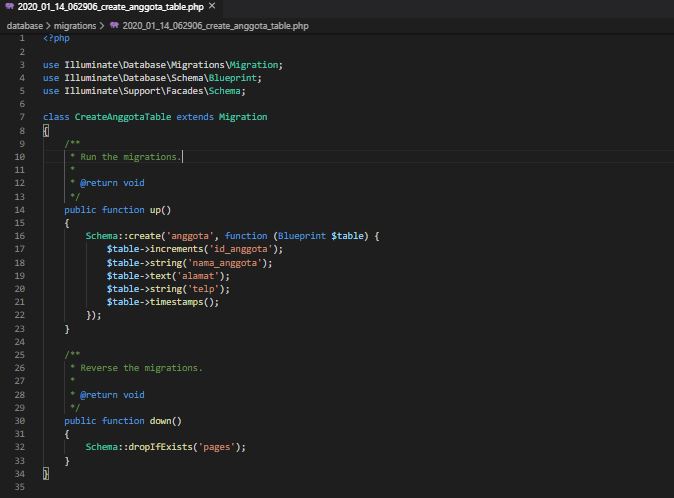 2020_01_14_062906_create_anggota_table.php ×
database > migrations > 2020_01_14_062906_create_anggota_table.php
1 <?php
2
3 use Illuminate\Database\Migrations\Migration;
4 use Illuminate\Database\Schema\Blueprint;
5 use Illuminate\Support\Facades\Schema;
6
7 class CreateAnggotaTable extends Migration
8 {
9 /**
10 * Run the migrations.
11 *
12 * @return void
13 */
14 public function up()
15 {
16 Schema::create('anggota', function (Blueprint $table) {
17 $table->increments('id_anggota');
18 $table->string('nama_anggota');
19 $table->text('alamat');
20 $table->string('telp');
21 $table->timestamps();
22 });
23 }
24
25 /**
26 * Reverse the migrations.
27 *
28 * @return void
29 */
30 public function down()
31 {
32 Schema::dropIfExists('pages');
33 }
34 }
35